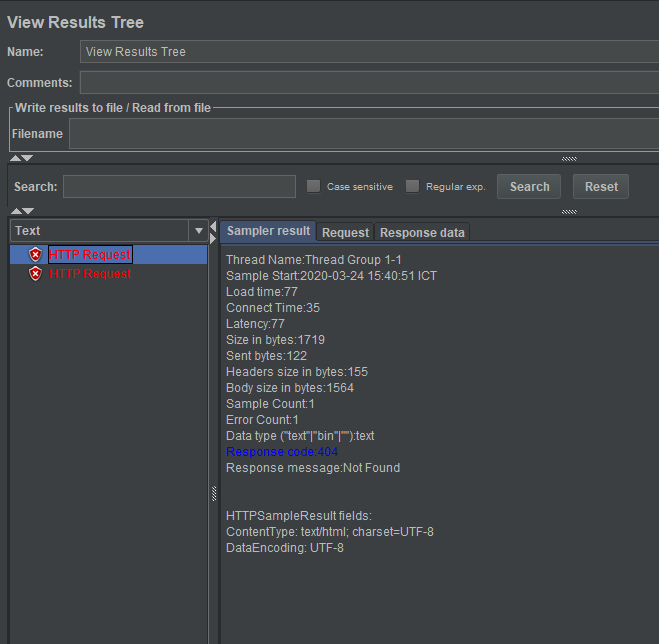 View Results Tree
Name: View Results Tree
Comments:
Write results to file / Read from file
Filename
Search: Case sensitive Regular exp. Search Reset
Text
HTTP Request
HTTP Request
Sampler result Request Response data
Thread Name:Thread Group 1-1
Sample Start:2020-03-24 15:40:51 ICT
Load time:77
Connect Time:35
Latency:77
Size in bytes:1719
Sent bytes:122
Headers size in bytes:155
Body size in bytes:1564
Sample Count:1
Error Count:1
Data type ("text"|"bin"|""):text
Response code:404
Response message:Not Found
HTTPSampleResult fields:
ContentType: text/html; charset=UTF-8
DataEncoding: UTF-8